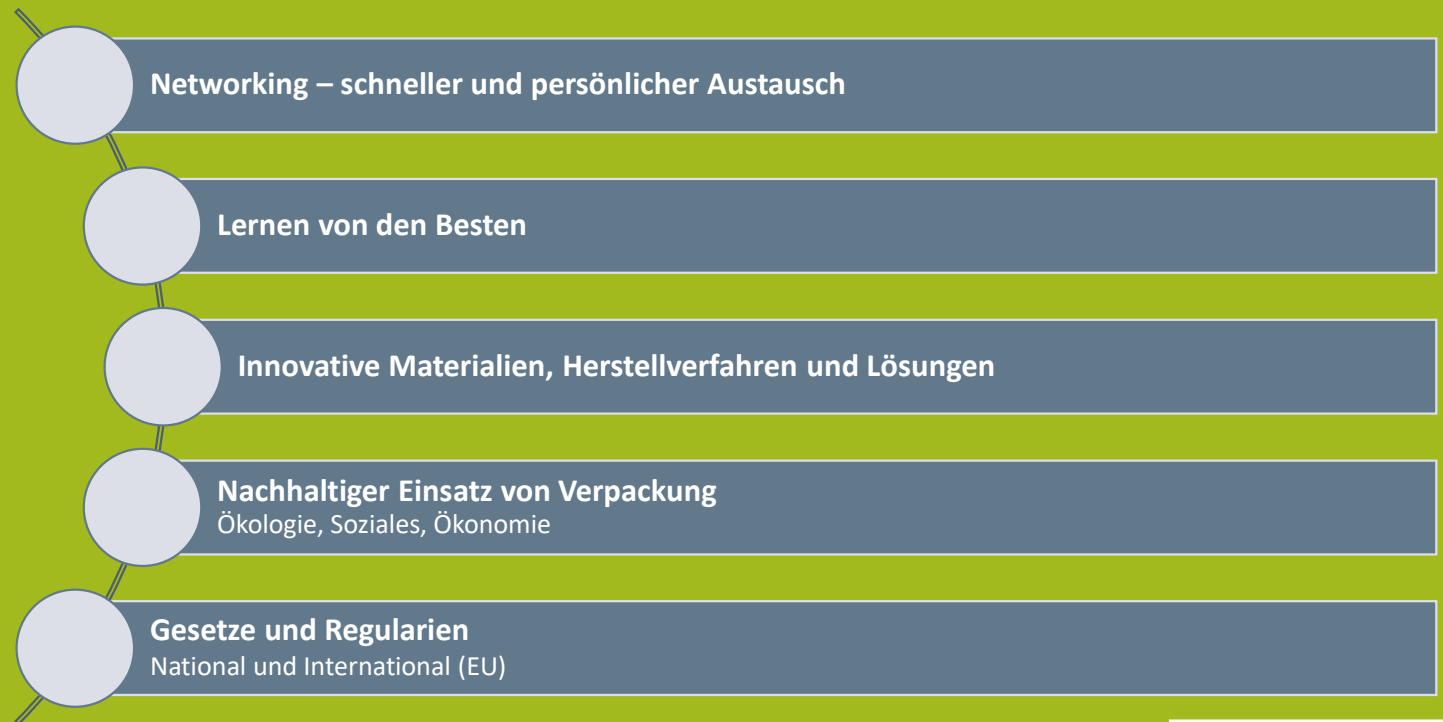 Networking – schneller und persönlicher Austausch
Lernen von den Besten
Innovative Materialien, Herstellverfahren und Lösungen
Nachhaltiger Einsatz von Verpackung
Ökologie, Soziales, Ökonomie
Gesetze und Regularien
National und International (EU)